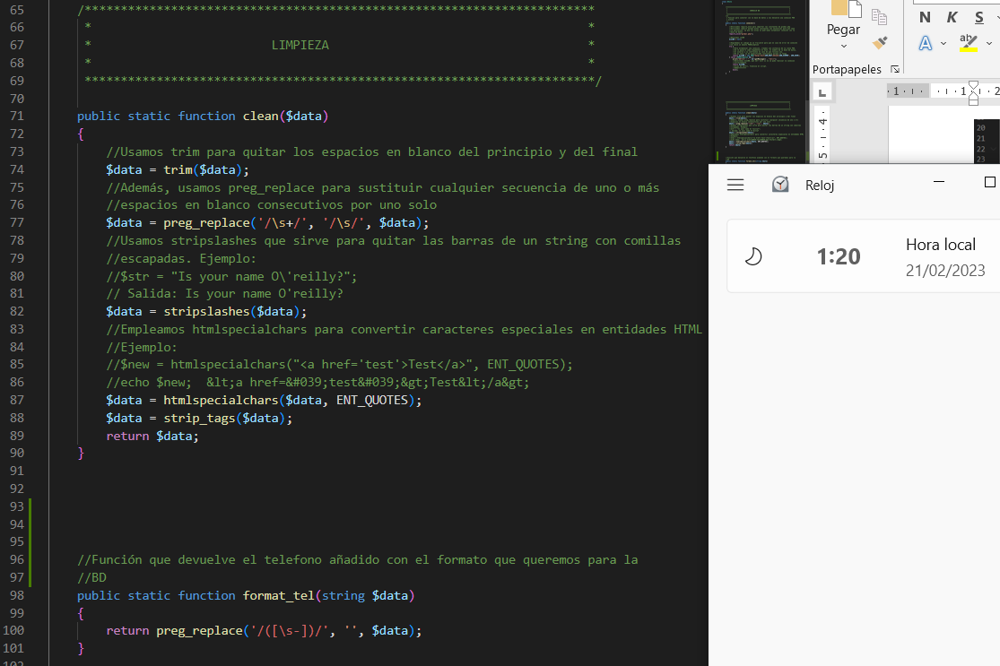 65 /**********************************************************************
66 * *
67 * LIMPIEZA *
68 * *
69 **********************************************************************/
70
71 public static function clean($data)
72 {
73 //Usamos trim para quitar los espacios en blanco del principio y del final
74 $data = trim($data);
75 //Además, usamos preg_replace para sustituir cualquier secuencia de uno o más
76 //espacios en blanco consecutivos por uno solo
77 $data = preg_replace('/\s+/', '/\s/', $data);
78 //Usamos stripslashes que sirve para quitar las barras de un string con comillas
79 //escapadas. Ejemplo:
80 //$str = "Is your name O\'reilly?";
81 // Salida: Is your name O'reilly?
82 $data = stripslashes($data);
83 //Empleamos htmlspecialchars para convertir caracteres especiales en entidades HTML
84 //Ejemplo:
85 //$new = htmlspecialchars("<a href='test'>Test</a>", ENT_QUOTES);
86 //echo $new; &lt;a href=&#039;test&#039;&gt;Test&lt;/a&gt;
87 $data = htmlspecialchars($data, ENT_QUOTES);
88 $data = strip_tags($data);
89 return $data;
90 }
91
92
93
94
95
96 //Función que devuelve el telefono añadido con el formato que queremos para la
97 //BD
98 public static function format_tel(string $data)
99 {
100 return preg_replace('/([\s-])/', '', $data);
101 }
102
Pegar
N K S
A ab
Portapapeles
1 1 2
4
5
20
21
22
23
Reloj
1:20
Hora local
21/02/2023